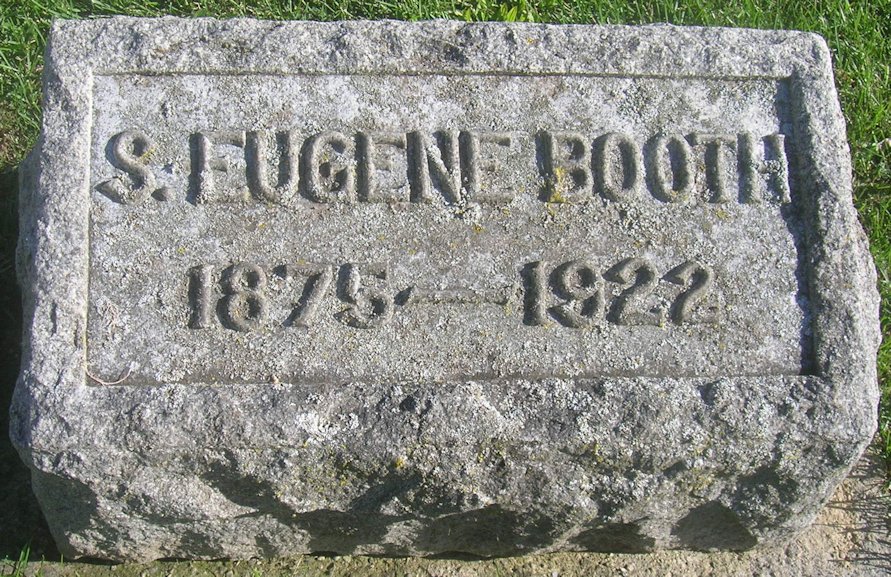 S. EUGENE BOOTH
1875 — 1922